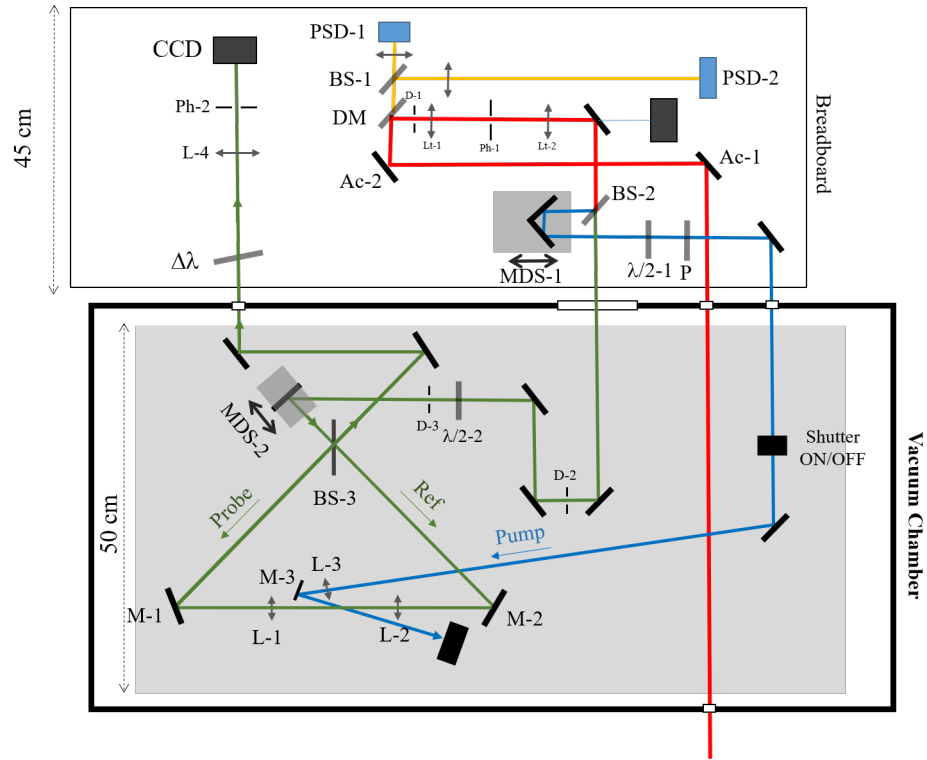 PSD-1
CCD
BS-1
PSD-2
D-1
Ph-2
DM
Lt-1
Ph-1
Lt-2
L-4
Ac-2
Ac-1
BS-2
Δλ
MDS-1
λ/2-1
P
Breadboard
45 cm
MDS-2
D-3
λ/2-2
Shutter
ON/OFF
D-2
BS-3
Probe
Ref
Pump
50 cm
Vacuum Chamber
L-3
M-3
M-1
L-1
L-2
M-2